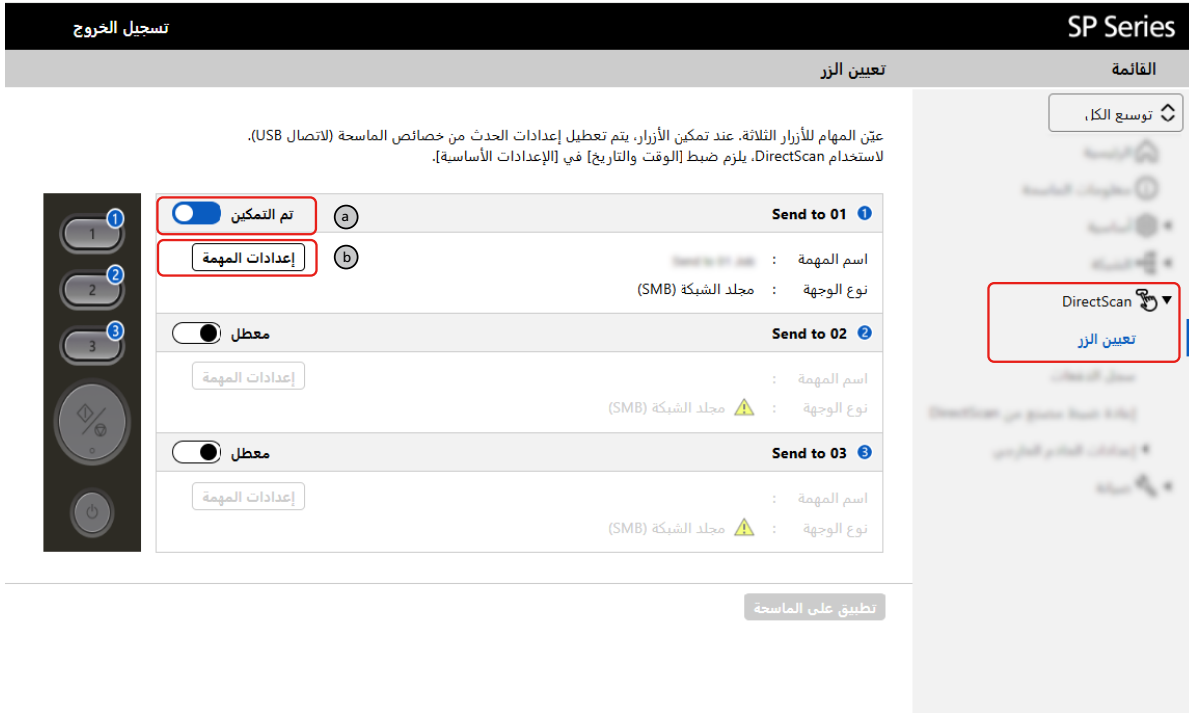 SP Series
تسجيل الخروج
القائمة
تعيين الزر
توسيع الكل
DirectScan
تعيين الزر
عيّن المهام للأزرار الثلاثة. عند تمكين الأزرار، يتم تعطيل إعدادات الحدث من خصائص الماسحة (لاتصال USB).
لاستخدام DirectScan، يلزم ضبط [الوقت والتاريخ] في [الإعدادات الأساسية].
1 Send to 01
تم التمكين
a
اسم المهمة :
إعدادات المهمة
b
نوع الوجهة : مجلد الشبكة (SMB)
2 Send to 02
معطل
اسم المهمة :
إعدادات المهمة
نوع الوجهة : مجلد الشبكة (SMB)
3 Send to 03
معطل
اسم المهمة :
إعدادات المهمة
نوع الوجهة : مجلد الشبكة (SMB)
1
1
2
2
3
3
تطبيق على الماسحة